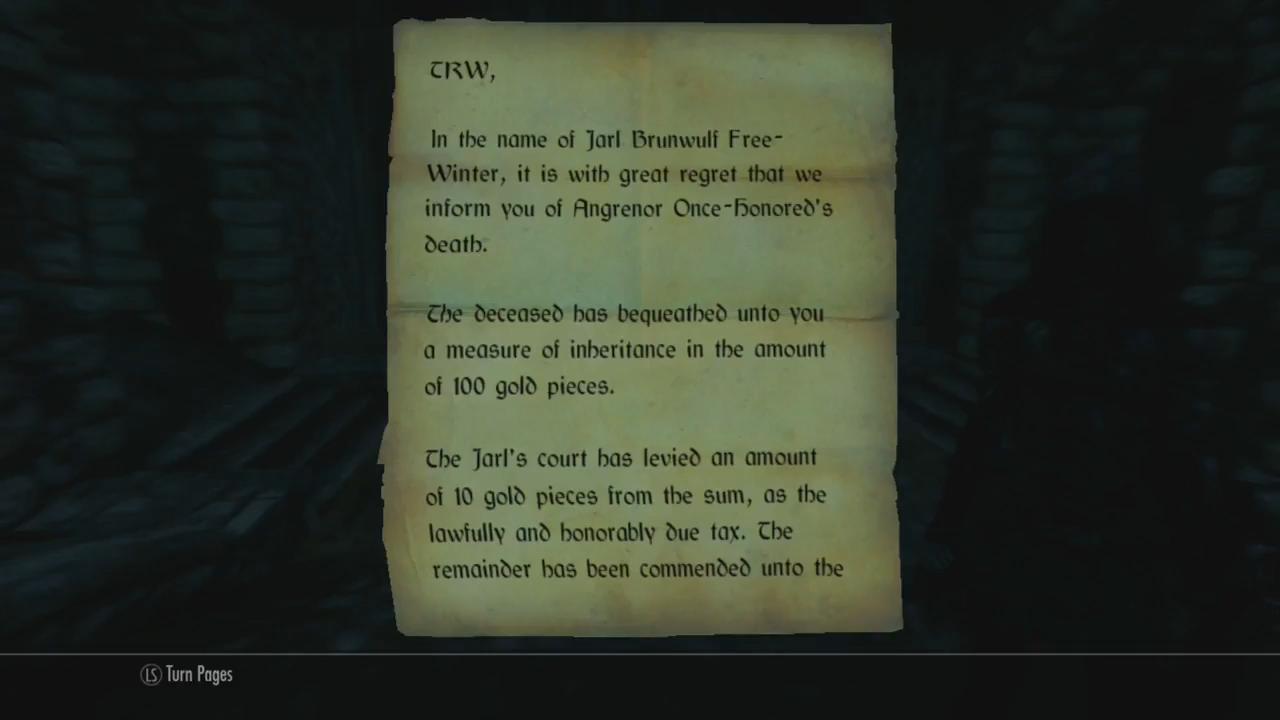 TRW,
In the name of Jarl Brunwulf Free-
Winter, it is with great regret that we
inform you of Angrenor Once-Honored's
death.
The deceased has bequeathed unto you
a measure of inheritance in the amount
of 100 gold pieces.
The Jarl's court has levied an amount
of 10 gold pieces from the sum, as the
lawfully and honorably due tax. The
remainder has been commended unto the
LS Turn Pages